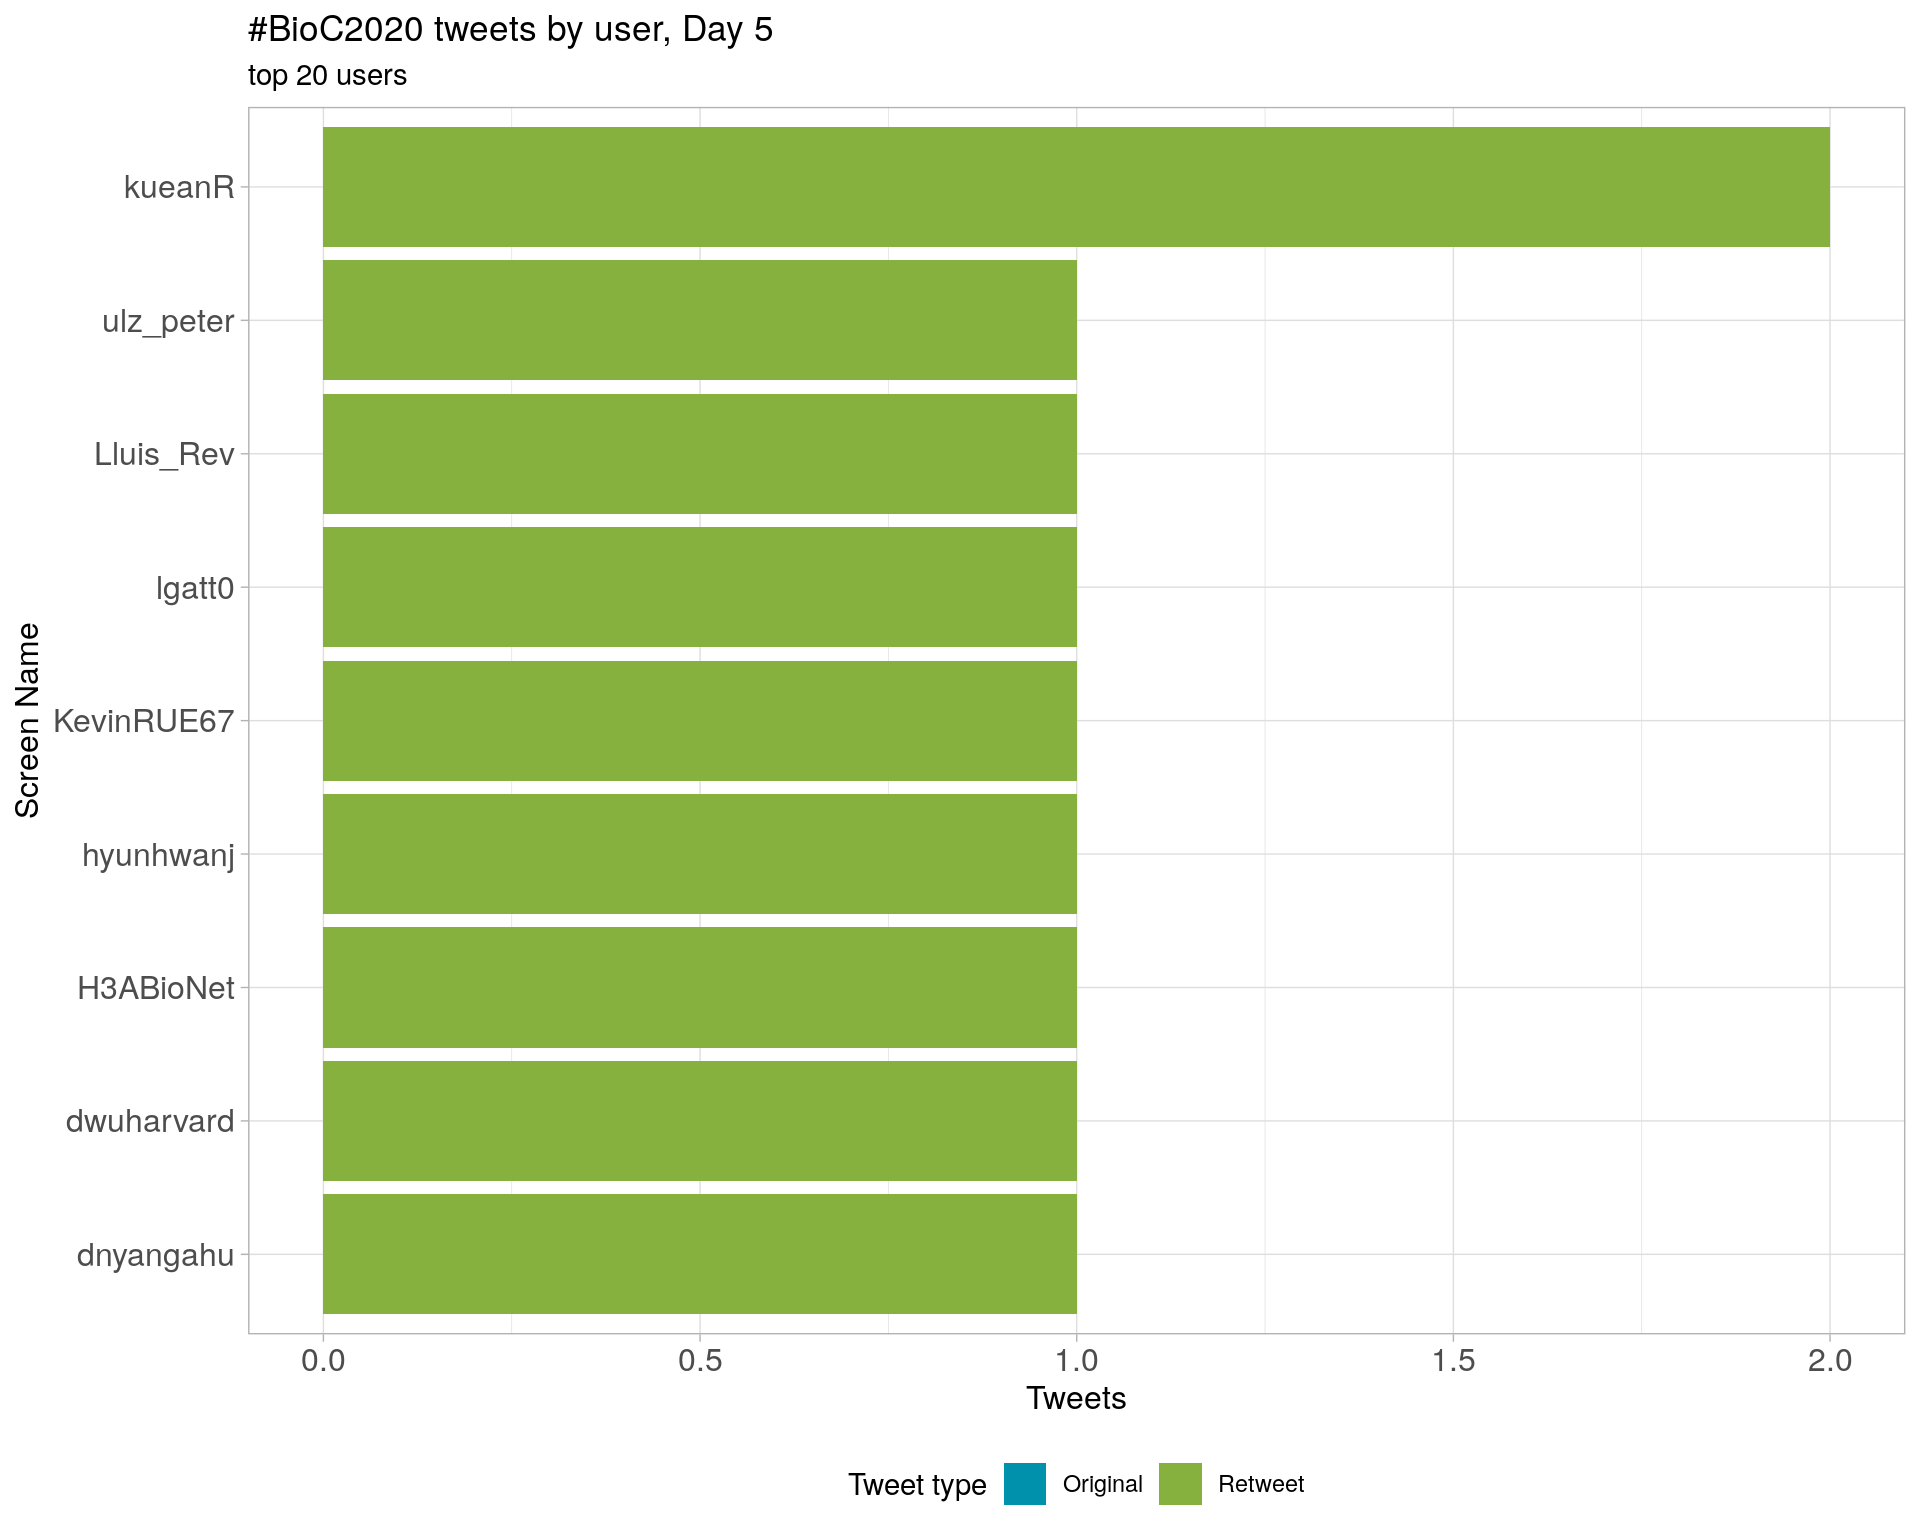 #BioC2020 tweets by user, Day 5
top 20 users
Screen Name
kueanR
ulz_peter
Lluis_Rev
lgatt0
KevinRUE67
hyunhwanj
H3ABioNet
dwuharvard
dnyangahu
0.0 0.5 1.0 1.5 2.0
Tweets
Tweet type Original Retweet